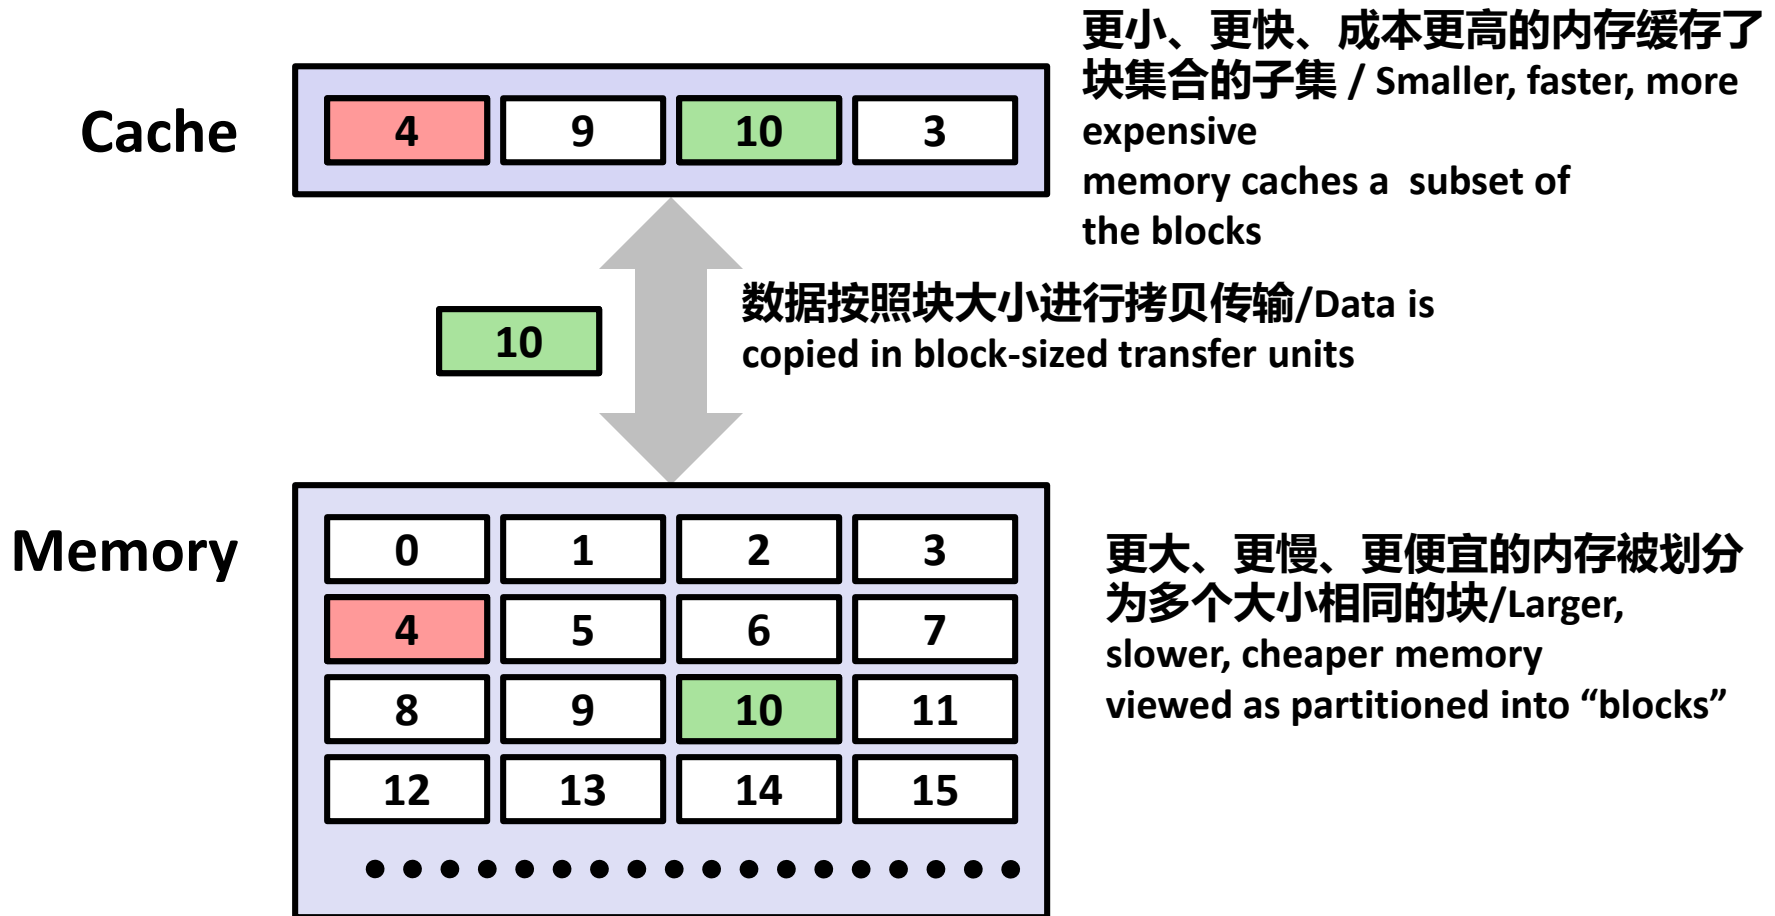 更小、更快、成本更高的内存缓存了
块集合的子集 / Smaller, faster, more
expensive
memory caches a subset of
the blocks
Cache
4 9 10 3
数据按照块大小进行拷贝传输/Data is
copied in block-sized transfer units
10
Memory
0 1 2 3
4 5 6 7
8 9 10 11
12 13 14 15
更大、更慢、更便宜的内存被划分
为多个大小相同的块/Larger,
slower, cheaper memory
viewed as partitioned into “blocks”